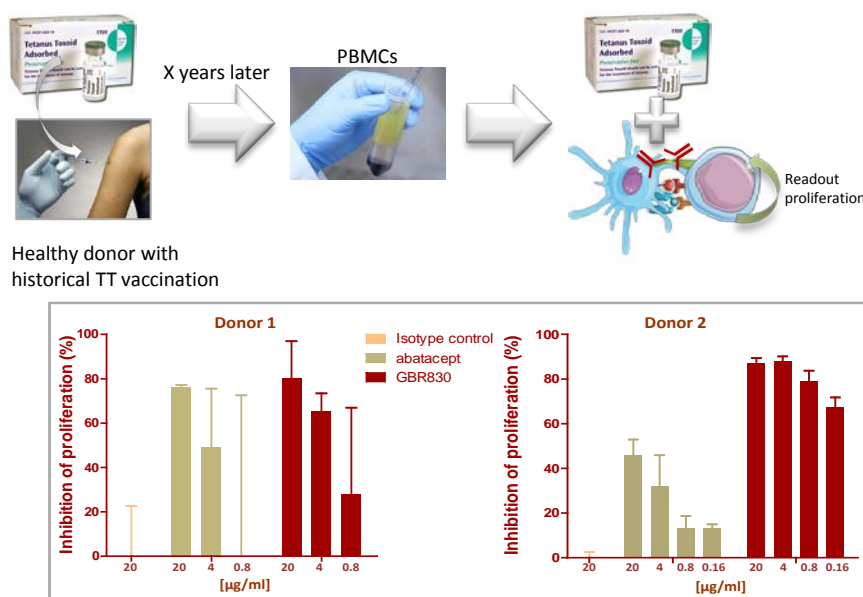 Tetanus Toxoid
Adsorbed
X years later
PBMCs
Tetanus Toxoid
Adsorbed
Readout
proliferation
Healthy donor with
historical TT vaccination
Donor 1
Isotype control
abatacept
GBR830
Inhibition of proliferation (%)
100
80
60
40
20
0
20 20 4 0.8 20 4 0.8
[µg/ml]
Donor 2
Inhibition of proliferation (%)
100
80
60
40
20
0
20 20 4 0.8 0.16 20 4 0.8 0.16
[µg/ml]